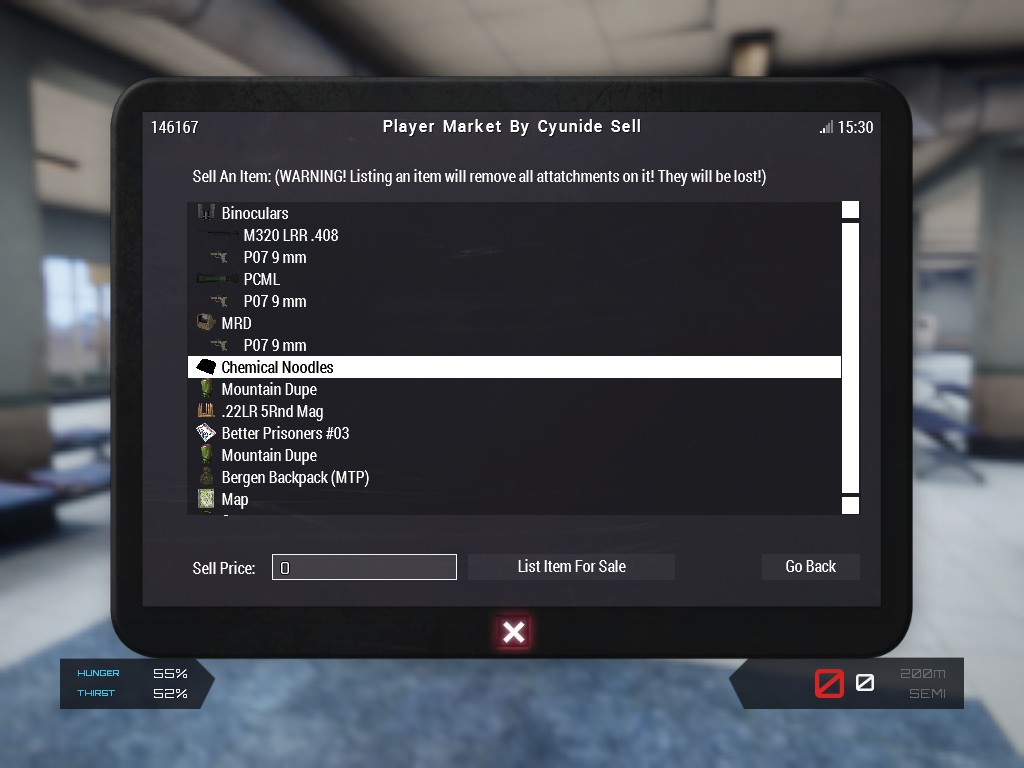 146167
Player Market By Cyunide Sell
15:30
Sell An Item: (WARNING! Listing an item will remove all attatchments on it! They will be lost!)
Binoculars
M320 LRR .408
P07 9 mm
PCML
P07 9 mm
MRD
P07 9 mm
Chemical Noodles
Mountain Dupe
.22LR 5Rnd Mag
Better Prisoners #03
Mountain Dupe
Bergen Backpack (MTP)
Map
Sell Price: 0
List Item For Sale
Go Back
HUNGER 55%
THIRST 52%
0 0 200m
SEMI